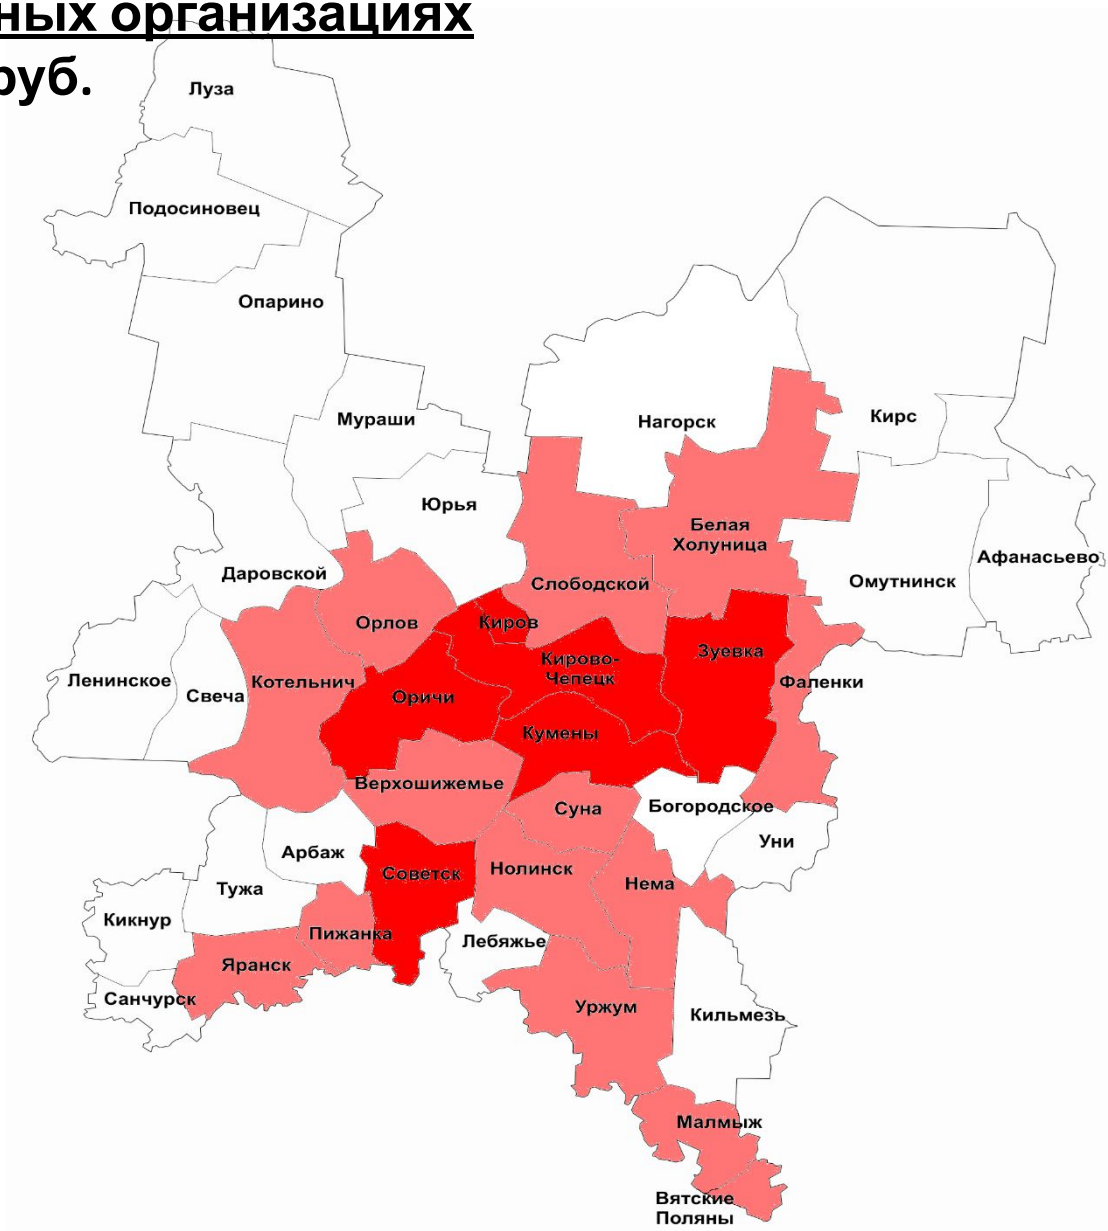 ных организациях
руб.
Луза
Подосиновец
Опарино
Мураши
Нагорск
Кирс
Юрья
Белая
Холуница
Афанасьево
Даровской
Слободской
Омутнинск
Орлов
Киров
Зуевка
Кирово-
Чепецк
Ленинское
Свеча
Котельнич
Оричи
Фаленки
Кумены
Верхошижемье
Суна
Богородское
Уни
Арбаж
Советск
Нолинск
Нема
Тужа
Кикнур
Пижанка
Лебяжье
Яранск
Санчурск
Уржум
Кильмезь
Малмыж
Вятские
Поляны